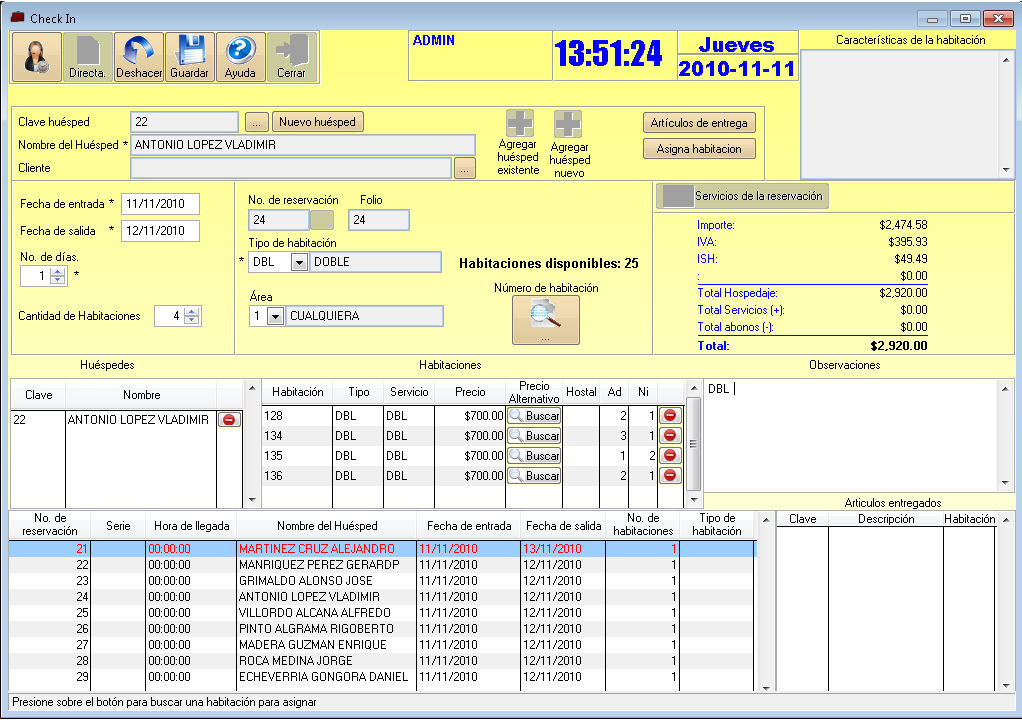 Check In
Directa. Deshacer Guardar Ayuda Cerrar
ADMIN
13:51:24
Jueves
2010-11-11
Características de la habitación
Clave huésped 22 ... Nuevo huésped
Nombre del Huésped * ANTONIO LOPEZ VLADIMIR
Cliente ...
Agregar huésped existente
Agregar huésped nuevo
Artículos de entrega
Asigna habitacion
Fecha de entrada * 11/11/2010
Fecha de salida * 12/11/2010
No. de días.
1 *
Cantidad de Habitaciones 4
No. de reservación Folio
24 24
Tipo de habitación
* DBL DOBLE
Área
1 CUALQUIERA
Habitaciones disponibles: 25
Número de habitación
...
Servicios de la reservación
Importe: $2,474.58
IVA: $395.93
ISH: $49.49
: $0.00
Total Hospedaje: $2,920.00
Total Servicios (+): $0.00
Total abonos (-): $0.00
Total: $2,920.00
Huéspedes
Clave Nombre
22 ANTONIO LOPEZ VLADIMIR
Habitaciones
Habitación Tipo Servicio Precio Precio Alternativo Hostal Ad Ni
128 DBL DBL $700.00 Buscar 2 1
134 DBL DBL $700.00 Buscar 3 1
135 DBL DBL $700.00 Buscar 1 2
136 DBL DBL $700.00 Buscar 2 1
Observaciones
DBL
No. de reservación Serie Hora de llegada Nombre del Huésped Fecha de entrada Fecha de salida No. de habitaciones Tipo de habitación
21 00:00:00 MARTINEZ CRUZ ALEJANDRO 11/11/2010 13/11/2010 1
22 00:00:00 MANRIQUEZ PEREZ GERARDP 11/11/2010 12/11/2010 1
23 00:00:00 GRIMALDO ALONSO JOSE 11/11/2010 12/11/2010 1
24 00:00:00 ANTONIO LOPEZ VLADIMIR 11/11/2010 12/11/2010 1
25 00:00:00 VILLORDO ALCANA ALFREDO 11/11/2010 12/11/2010 1
26 00:00:00 PINTO ALGRAMA RIGOBERTO 11/11/2010 12/11/2010 1
27 00:00:00 MADERA GUZMAN ENRIQUE 11/11/2010 12/11/2010 1
28 00:00:00 ROCA MEDINA JORGE 11/11/2010 12/11/2010 1
29 00:00:00 ECHEVERRIA GONGORA DANIEL 11/11/2010 12/11/2010 1
Articulos entregados
Clave Descripción Habitación
Presione sobre el botón para buscar una habitación para asignar